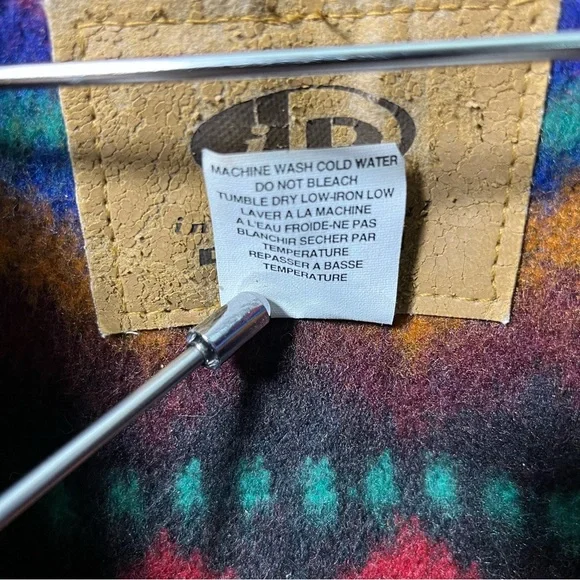 MACHINE WASH COLD WATER
DO NOT BLEACH
TUMBLE DRY LOW-IRON LOW
LAVER A LA MACHINE
A L'EAU FROIDE-NE PAS
BLANCHIR SECHER PAR
TEMPERATURE
REPASSER A BASSE
TEMPERATURE